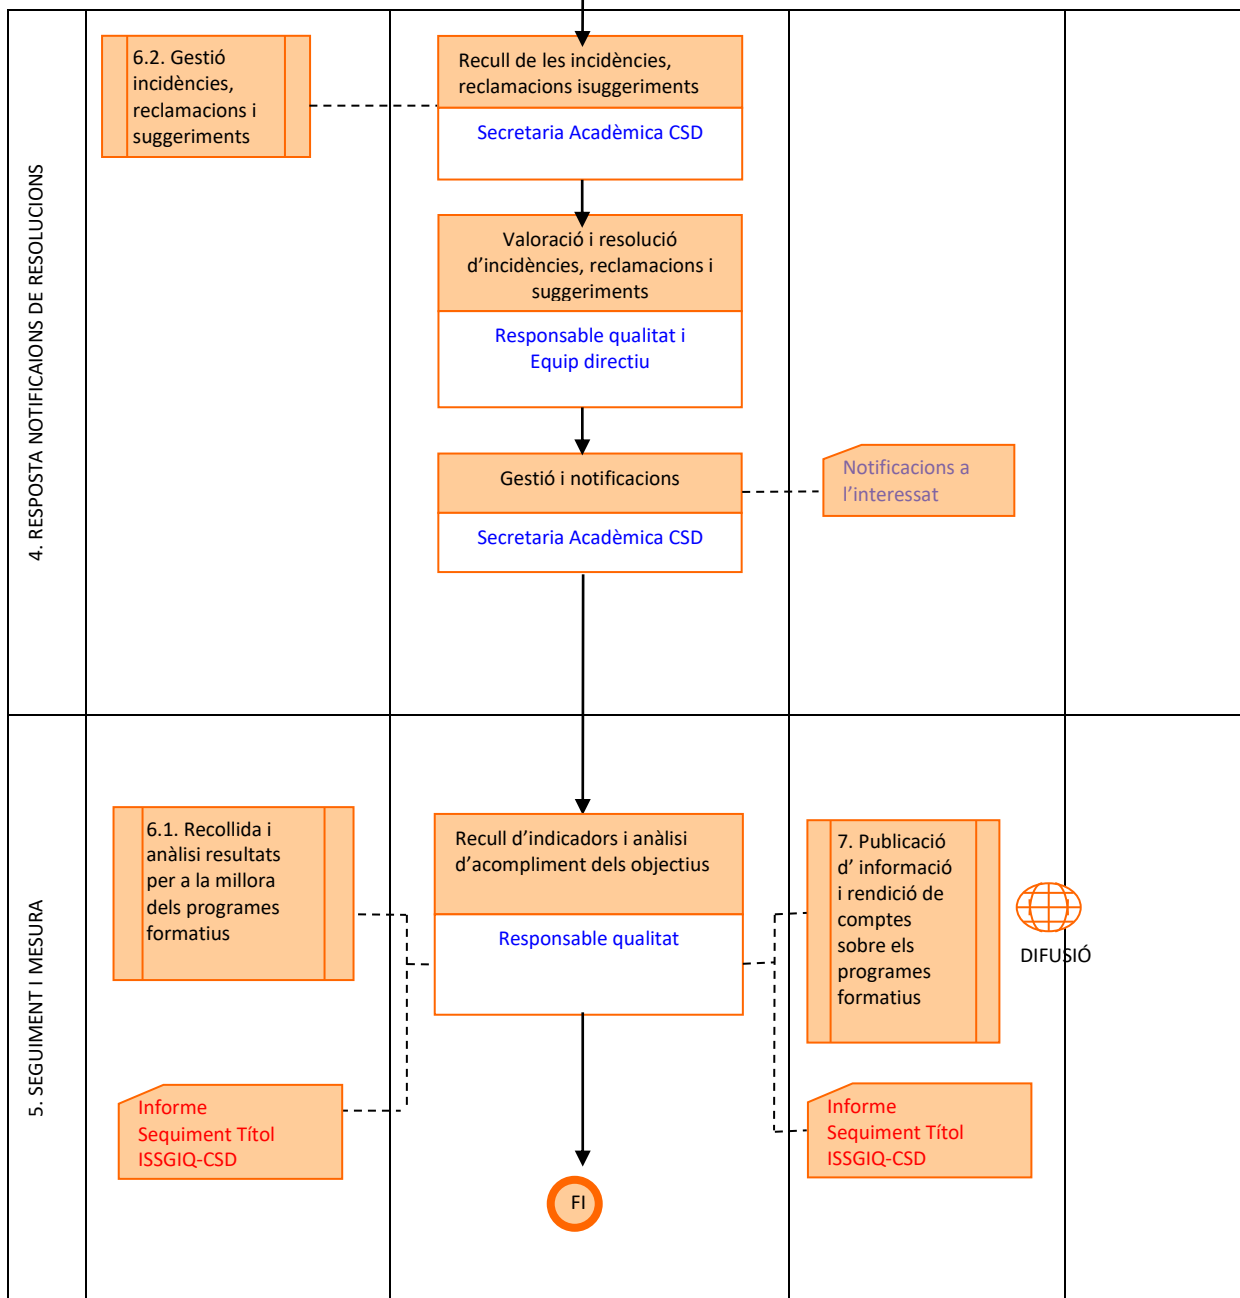 4. RESPOSTA NOTIFICAIONS DE RESOLUCIONS
6.2. Gestió
incidències,
reclamacions i
suggeriments
Recull de les incidències,
reclamacions isuggeriments
Secretaria Acadèmica CSD
Valoració i resolució
d’incidències, reclamacions i
suggeriments
Responsable qualitat i
Equip directiu
Gestió i notificacions
Secretaria Acadèmica CSD
Notificacions a
l’interessat
5. SEGUIMENT I MESURA
6.1. Recollida i
anàlisi resultats
per a la millora
dels programes
formatius
Recull d’indicadors i anàlisi
d’acompliment dels objectius
Responsable qualitat
7. Publicació
d’ informació
i rendició de
comptes
sobre els
programes
formatius
DIFUSIÓ
Informe
Sequiment Títol
ISSGIQ-CSD
Informe
Sequiment Títol
ISSGIQ-CSD
FI